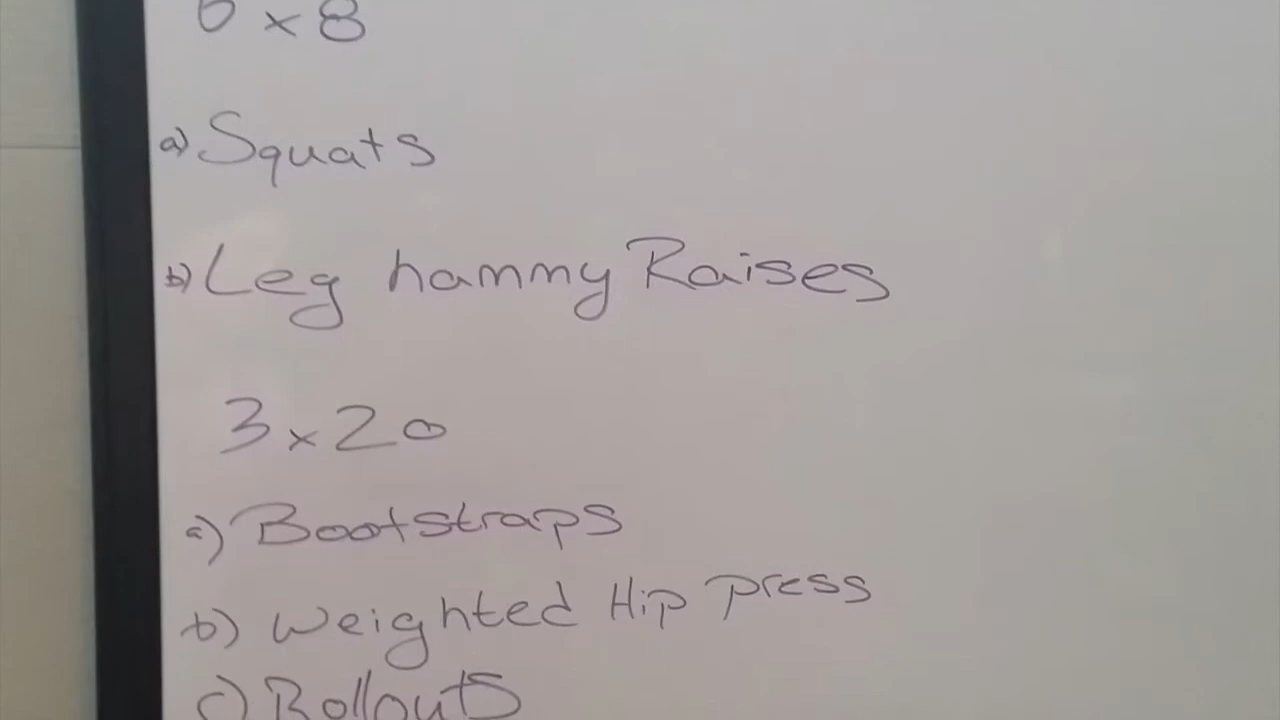 x 8
a) Squats
b) Leg hammy Raises
3 x 20
a) Bootstraps
b) Weighted Hip press
c) Rollouts